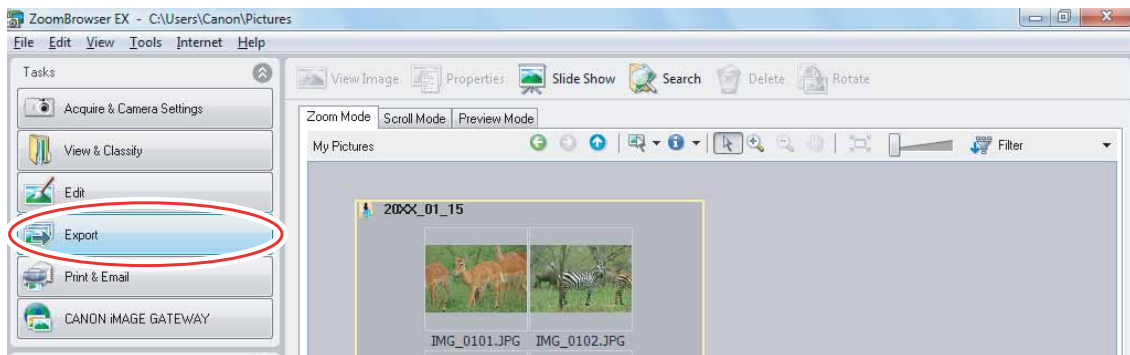 ZoomBrowser EX - C:\Users\Canon\Pictures
File Edit View Tools Internet Help
Tasks
Acquire & Camera Settings
View & Classify
Edit
Export
Print & Email
CANON iMAGE GATEWAY
View Image Properties Slide Show Search Delete Rotate
Zoom Mode Scroll Mode Preview Mode
My Pictures Filter
20XX_01_15
IMG_0101.JPG IMG_0102.JPG